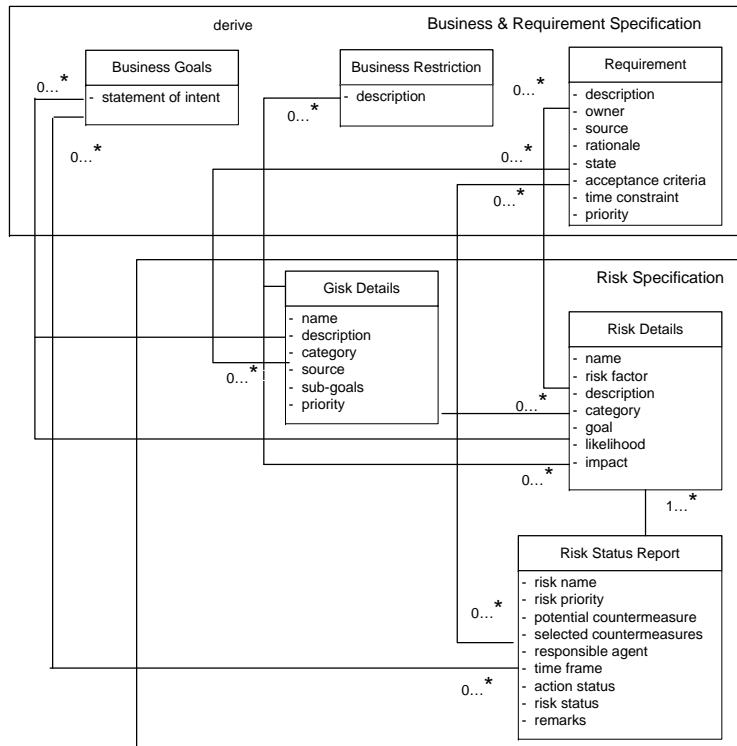 derive
Business & Requirement Specification
Business Goals
- statement of intent
Business Restriction
- description
Requirement
- description
- owner
- source
- rationale
- state
- acceptance criteria
- time constraint
- priority
0...*
0...*
0...*
0...*
0...*
0...*
Risk Specification
Gisk Details
- name
- description
- category
- source
- sub-goals
- priority
0...*
Risk Details
- name
- risk factor
- description
- category
- goal
- likelihood
- impact
0...*
0...*
1...*
Risk Status Report
- risk name
- risk priority
- potential countermeasure
- selected countermeasures
- responsible agent
- time frame
- action status
- risk status
- remarks
0...*
0...*